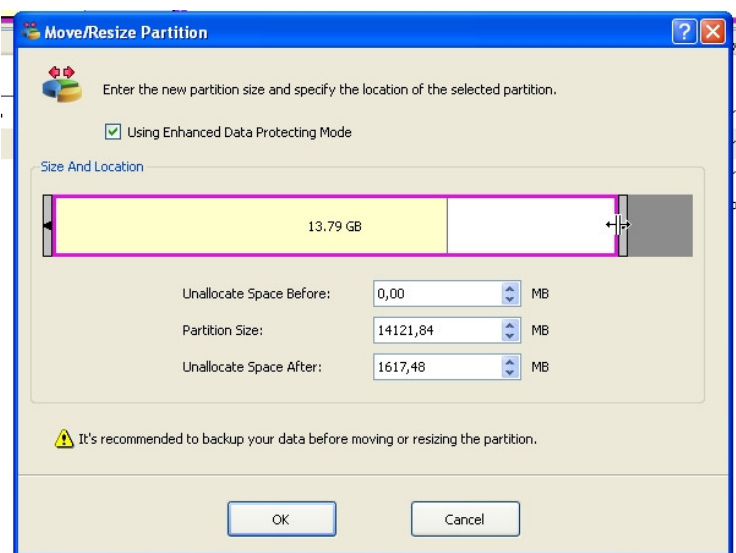 Move/Resize Partition
Enter the new partition size and specify the location of the selected partition.
Using Enhanced Data Protecting Mode
Size And Location
13.79 GB
Unallocate Space Before: 0,00 MB
Partition Size: 14121,84 MB
Unallocate Space After: 1617,48 MB
It's recommended to backup your data before moving or resizing the partition.
OK Cancel